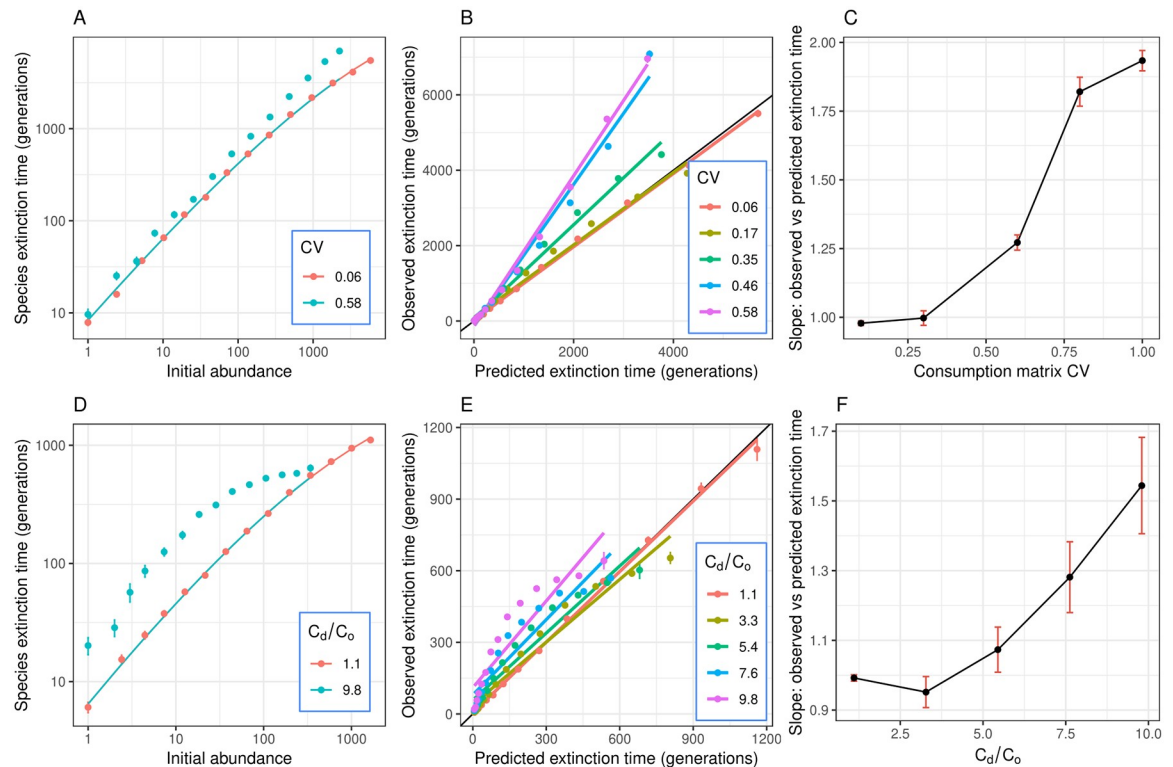 A
Species extinction time (generations)
1000
100
10
1
10
100
1000
Initial abundance
CV
0.06
0.58
B
Observed extinction time (generations)
6000
4000
2000
0
0
2000
4000
Predicted extinction time (generations)
CV
0.06
0.17
0.35
0.46
0.58
C
Slope: observed vs predicted extinction time
2.00
1.75
1.50
1.25
1.00
0.25
0.50
0.75
1.00
Consumption matrix CV
D
Species extinction time (generations)
1000
100
10
1
10
100
1000
Initial abundance
C_d/C_o
1.1
9.8
E
Observed extinction time (generations)
1200
900
600
300
0
0
300
600
900
1200
Predicted extinction time (generations)
C_d/C_o
1.1
3.3
5.4
7.6
9.8
F
Slope: observed vs predicted extinction time
1.7
1.5
1.3
1.1
0.9
2.5
5.0
7.5
10.0
C_d/C_o